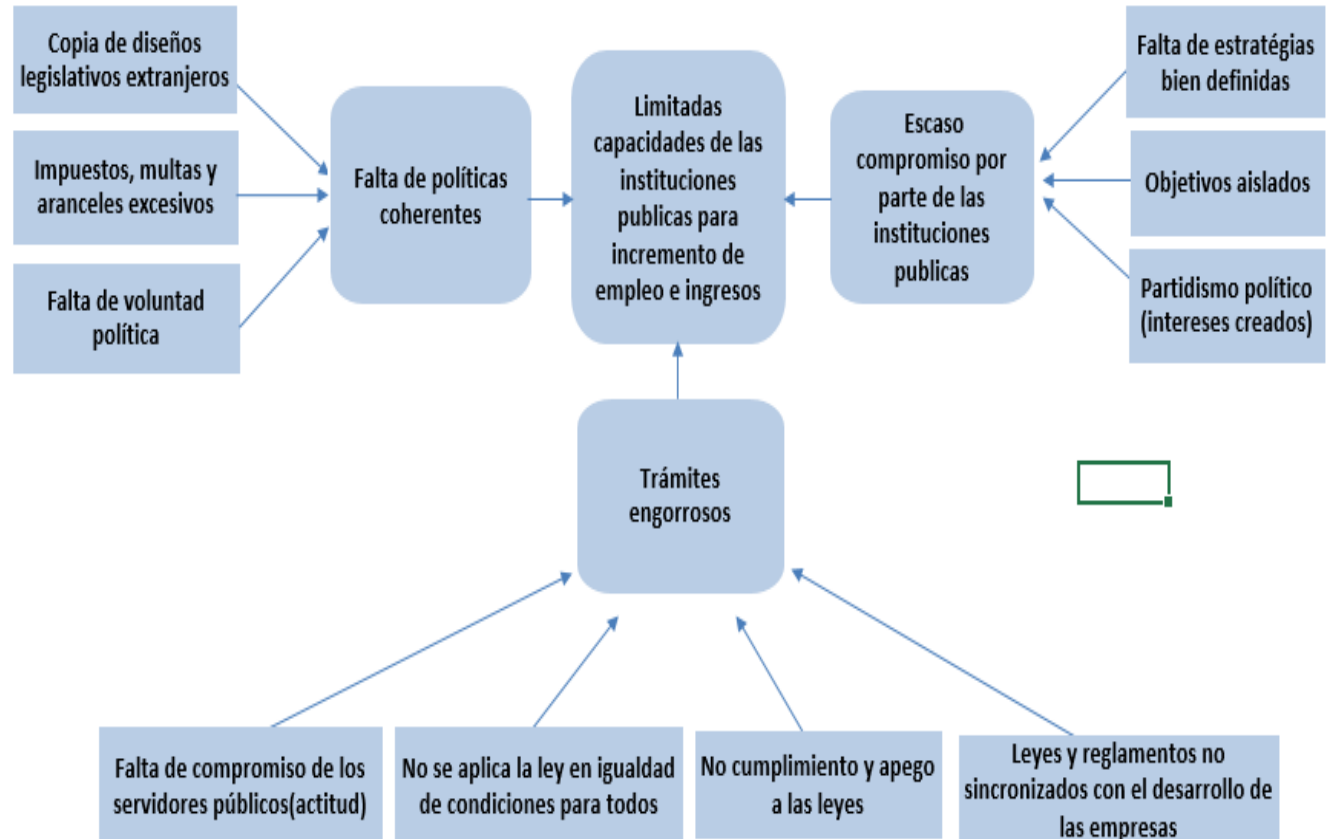 Copia de diseños
legislativos extranjeros
Impuestos, multas y
aranceles excesivos
Falta de voluntad
política
Falta de políticas
coherentes
Limitadas
capacidades de las
instituciones
publicas para
incremento de
empleo e ingresos
Escaso
compromiso por
parte de las
instituciones
publicas
Falta de estratégias
bien definidas
Objetivos aislados
Partidismo político
(intereses creados)
Trámites
engorrosos
Falta de compromiso de los
servidores públicos(actitud)
No se aplica la ley en igualdad
de condiciones para todos
No cumplimiento y apego
a las leyes
Leyes y reglamentos no
sincronizados con el desarrollo de
las empresas